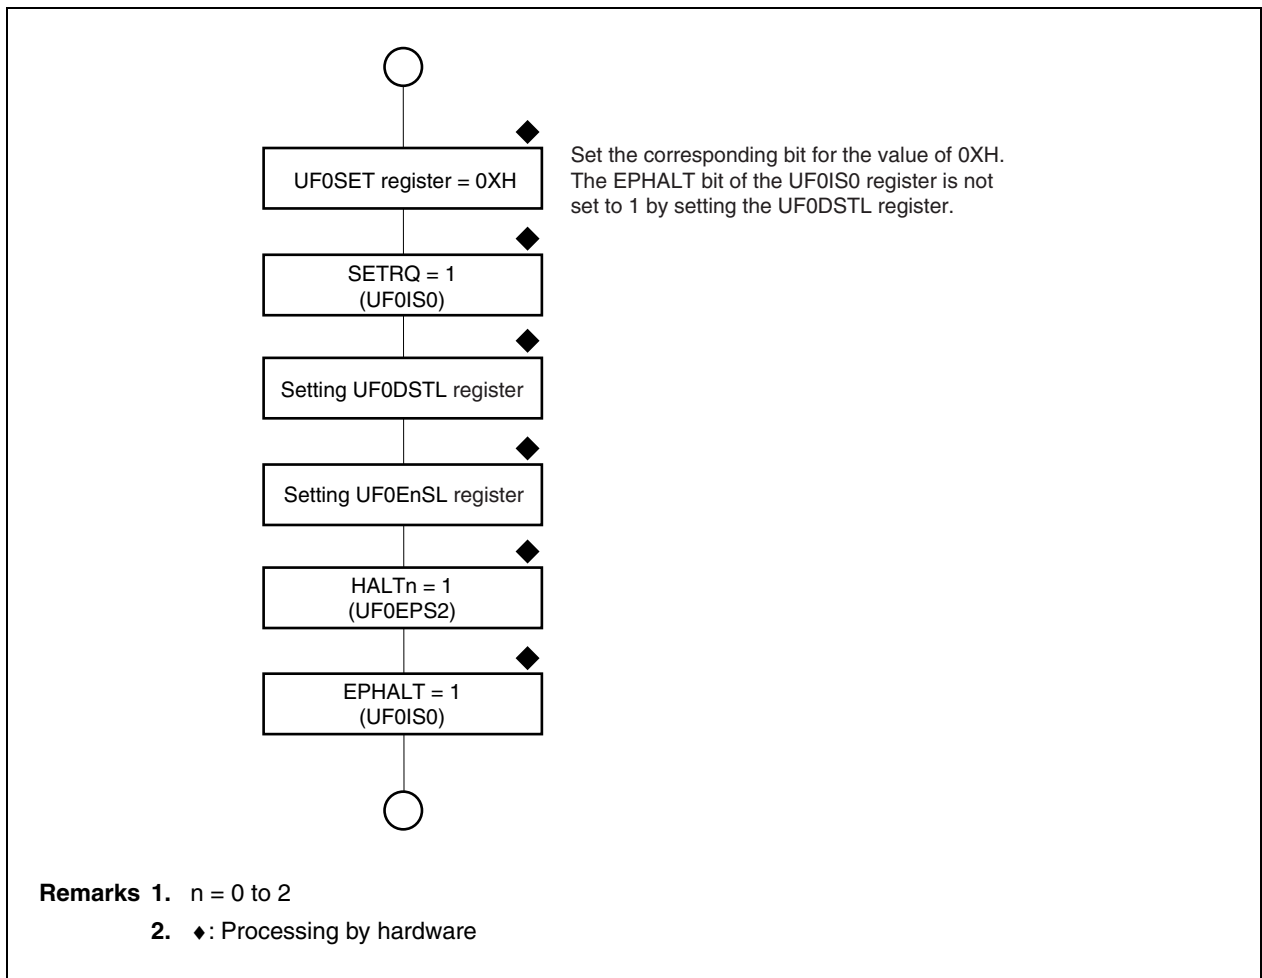 UF0SET register = 0XH
Set the corresponding bit for the value of 0XH.
The EPHALT bit of the UF0IS0 register is not
set to 1 by setting the UF0DSTL register.
SETRQ = 1
(UF0IS0)
Setting UF0DSTL register
Setting UF0EnSL register
HALTn = 1
(UF0EPS2)
EPHALT = 1
(UF0IS0)
Remarks 1. n = 0 to 2
2. ♦: Processing by hardware